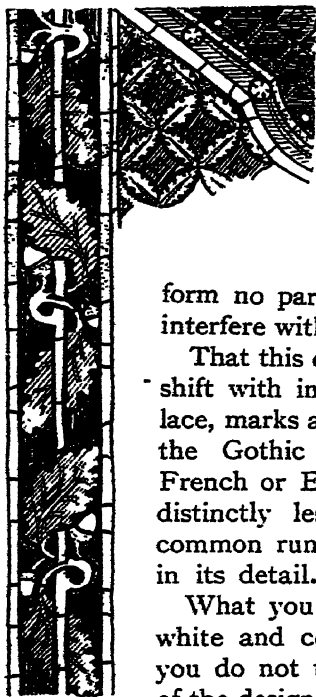 form no par
interfere with
That this
shift with in
lace, marks a
the Gothic
French or E
distinctly les
common run
in its detail.
What you
white and co
you do not
of the design